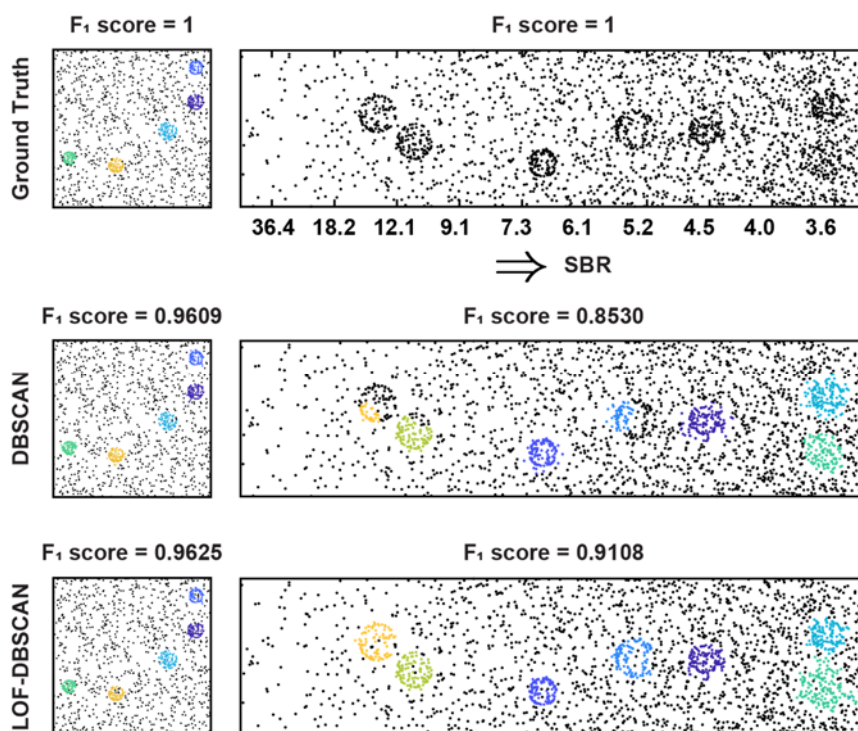 F₁ score = 1
F₁ score = 1
Ground Truth
36.4 18.2 12.1 9.1 7.3 6.1 5.2 4.5 4.0 3.6
⇒ SBR
F₁ score = 0.9609
F₁ score = 0.8530
DBSCAN
F₁ score = 0.9625
F₁ score = 0.9108
LOF-DBSCAN